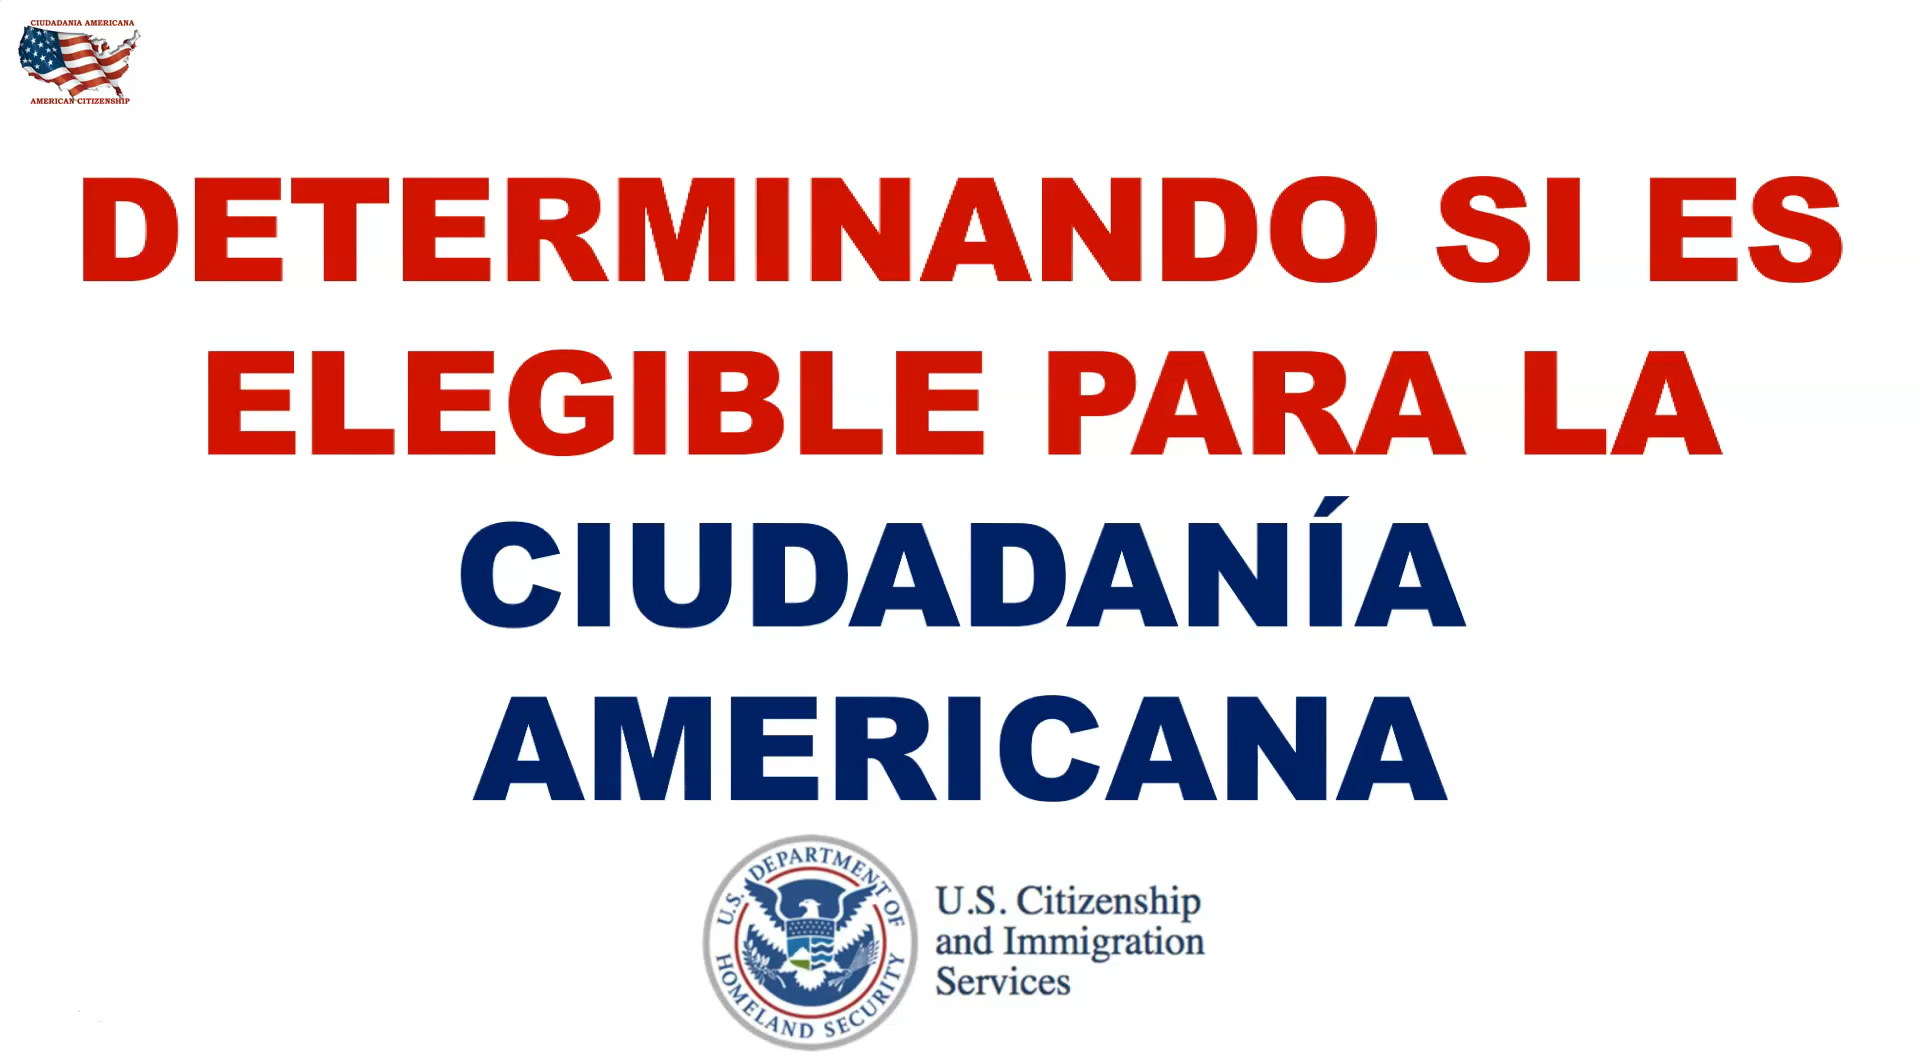 CIUDADANIA AMERICANA
AMERICAN CITIZENSHIP
DETERMINANDO SI ES
ELEGIBLE PARA LA
CIUDADANÍA
AMERICANA
U.S. DEPARTMENT OF
HOMELAND SECURITY
U.S. Citizenship
and Immigration
Services